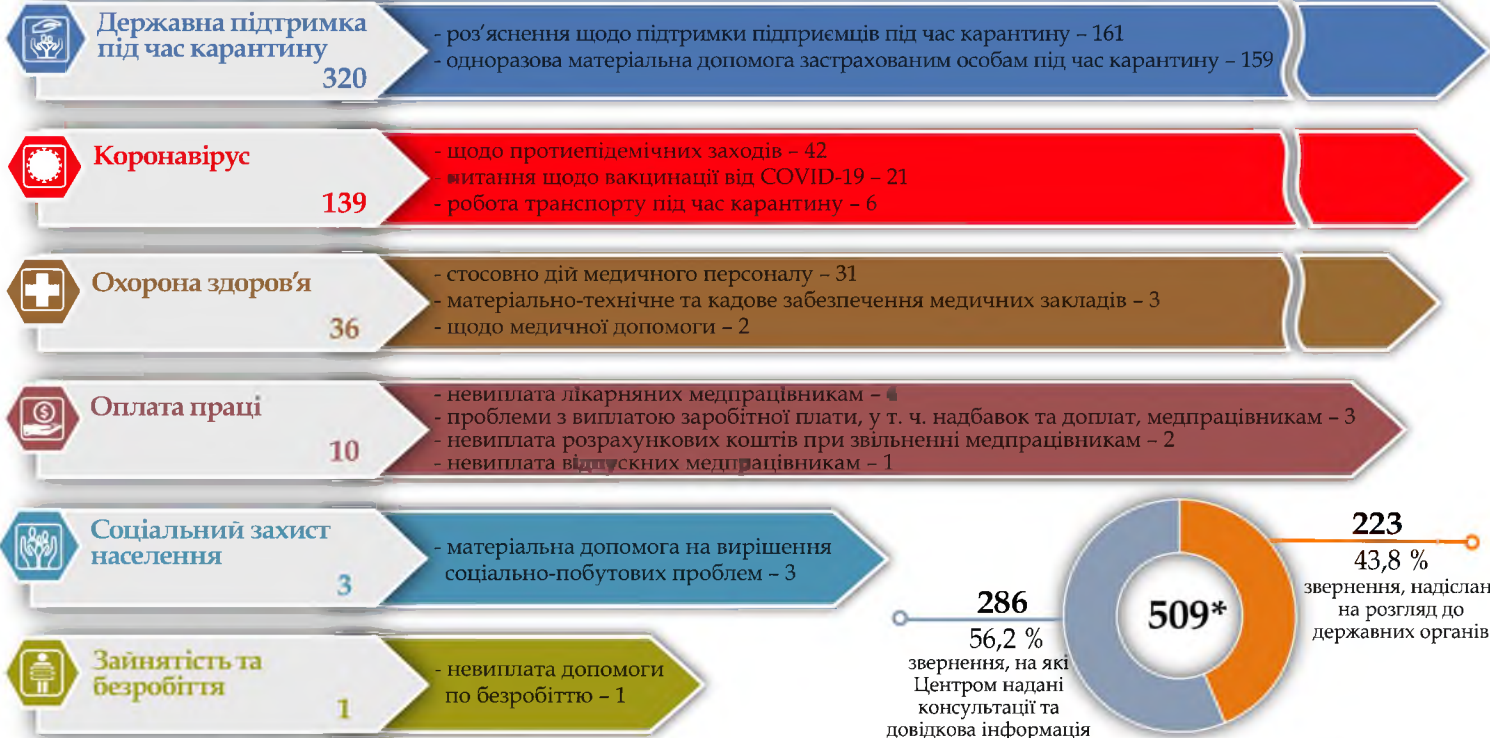 Державна підтримка
під час карантину
320
- роз’яснення щодо підтримки підприємців під час карантину – 161
- одноразова матеріальна допомога застрахованим особам під час карантину – 159
Коронавірус
139
- щодо протиепідемічних заходів – 42
- питання щодо вакцинації від COVID-19 – 21
- робота транспорту під час карантину – 6
Охорона здоров'я
36
- стосовно дій медичного персоналу – 31
- матеріально-технічне та кадове забезпечення медичних закладів – 3
- щодо медичної допомоги – 2
Оплата праці
10
- невиплата лікарняних медпрацівникам –
- проблеми з виплатою заробітної плати, у т. ч. надбавок та доплат, медпрацівникам – 3
- невиплата розрахункових коштів при звільненні медпрацівникам – 2
- невиплата відпускних медпрацівникам – 1
Соціальний захист
населення
3
- матеріальна допомога на вирішення
соціально-побутових проблем – 3
Зайнятість та
безробіття
1
- невиплата допомоги
по безробіттю – 1
286
56,2 %
звернення, на які
Центром надані
консультації та
довідкова інформація
509*
223
43,8 %
звернення, надіслан
на розгляд до
державних органів